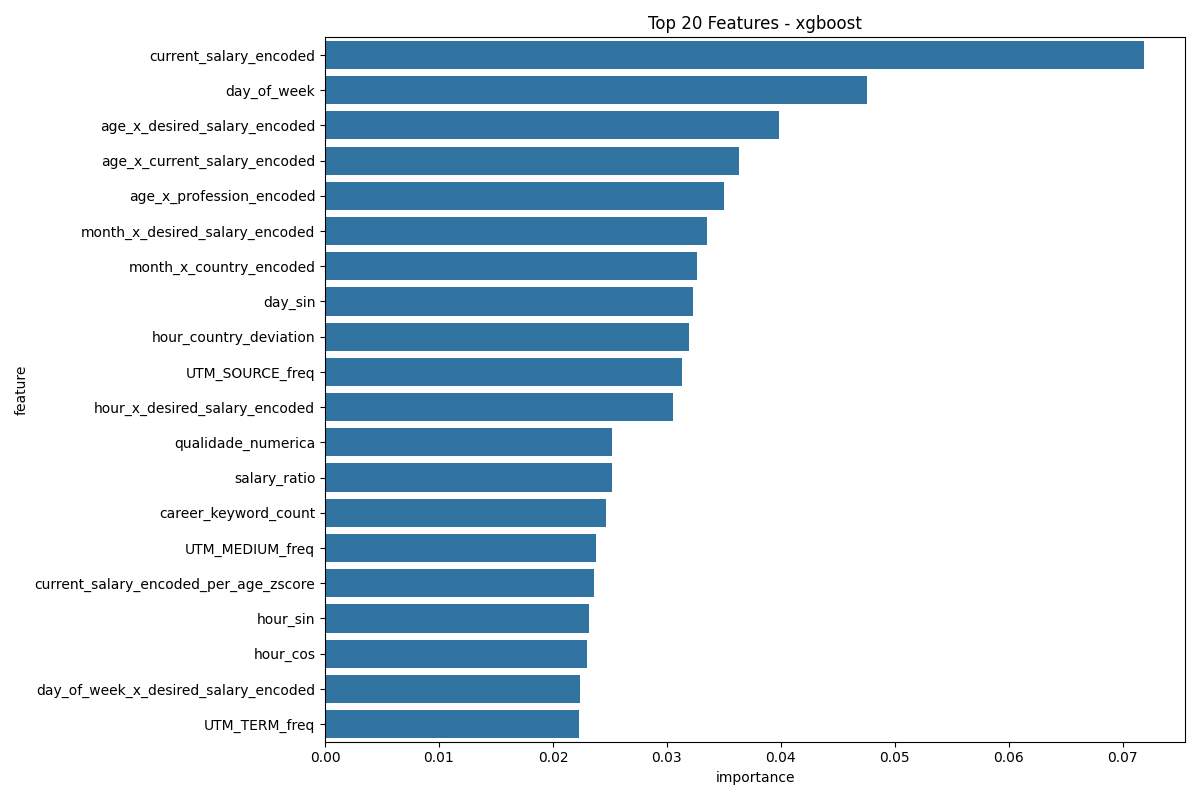 Top 20 Features - xgboost
feature
current_salary_encoded
day_of_week
age_x_desired_salary_encoded
age_x_current_salary_encoded
age_x_profession_encoded
month_x_desired_salary_encoded
month_x_country_encoded
day_sin
hour_country_deviation
UTM_SOURCE_freq
hour_x_desired_salary_encoded
qualidade_numerica
salary_ratio
career_keyword_count
UTM_MEDIUM_freq
current_salary_encoded_per_age_zscore
hour_sin
hour_cos
day_of_week_x_desired_salary_encoded
UTM_TERM_freq
0.00 0.01 0.02 0.03 0.04 0.05 0.06 0.07
importance